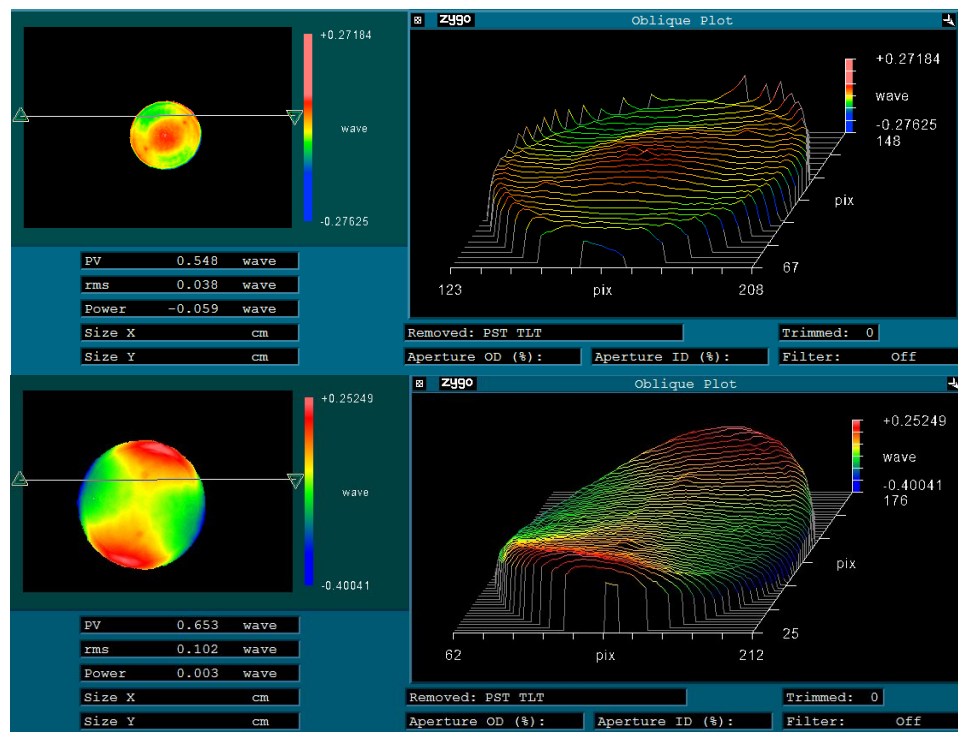 zygo Oblique Plot
+0.27184
wave
-0.27625
+0.27184
wave
-0.27625
148
pix
67
123 pix 208
PV 0.548 wave
rms 0.038 wave
Power -0.059 wave
Size X cm
Size Y cm
Removed: PST TLT
Trimmed: 0
Aperture OD (%):
Aperture ID (%):
Filter: Off
zygo Oblique Plot
+0.25249
wave
-0.40041
+0.25249
wave
-0.40041
176
pix
25
62 pix 212
PV 0.653 wave
rms 0.102 wave
Power 0.003 wave
Size X cm
Size Y cm
Removed: PST TLT
Trimmed: 0
Aperture OD (%):
Aperture ID (%):
Filter: Off